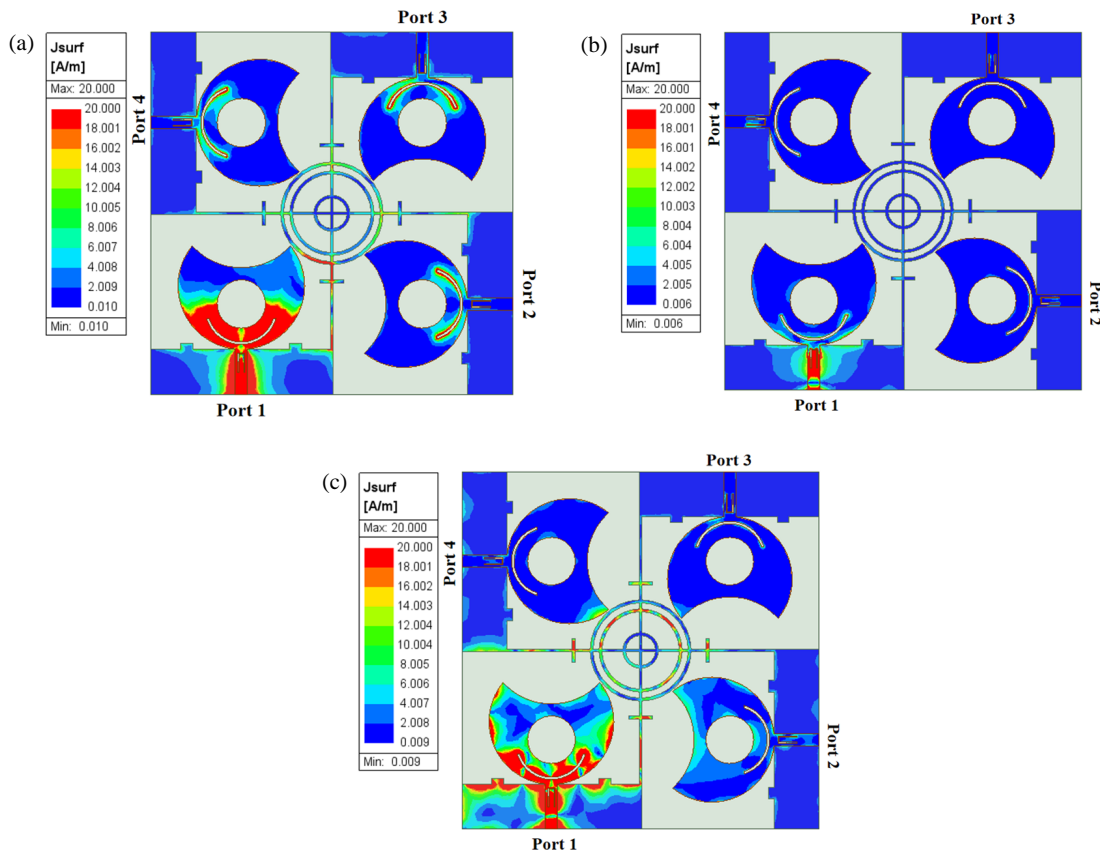 (a)
Jsurf
[A/m]
Max: 20.000
20.000
18.001
16.002
14.003
12.004
10.005
8.006
6.007
4.008
2.009
0.010
Min: 0.010
Port 3
Port 4
Port 2
Port 1
(b)
Jsurf
[A/m]
Max: 20.000
20.000
18.001
16.001
14.002
12.002
10.003
8.004
6.004
4.005
2.005
0.006
Min: 0.006
Port 3
Port 4
Port 2
Port 1
(c)
Jsurf
[A/m]
Max: 20.000
20.000
18.001
16.002
14.003
12.004
10.004
8.005
6.006
4.007
2.008
0.009
Min: 0.009
Port 3
Port 4
Port 2
Port 1